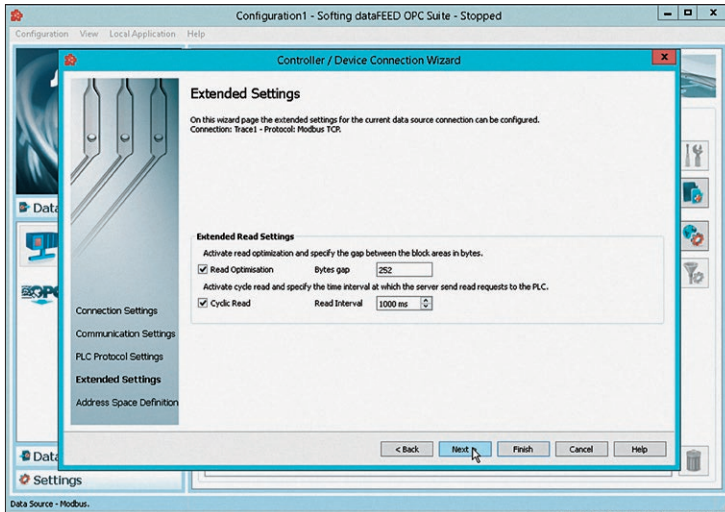 Configuration1 - Softing dataFEED OPC Suite - Stopped
Configuration View Local Application Help
Controller / Device Connection Wizard
Extended Settings
On this wizard page the extended settings for the current data source connection can be configured.
Connection: Trace1 - Protocol: Modbus TCP.
Data
Extended Read Settings
Activate read optimization and specify the gap between the block areas in bytes.
Read Optimisation Bytes gap 252
Activate cycle read and specify the time interval at which the server send read requests to the PLC.
Cyclic Read Read Interval 1000 ms
Connection Settings
Communication Settings
PLC Protocol Settings
Extended Settings
Address Space Definition
< Back Next Finish Cancel Help
Data
Settings
Data Source - Modbus.